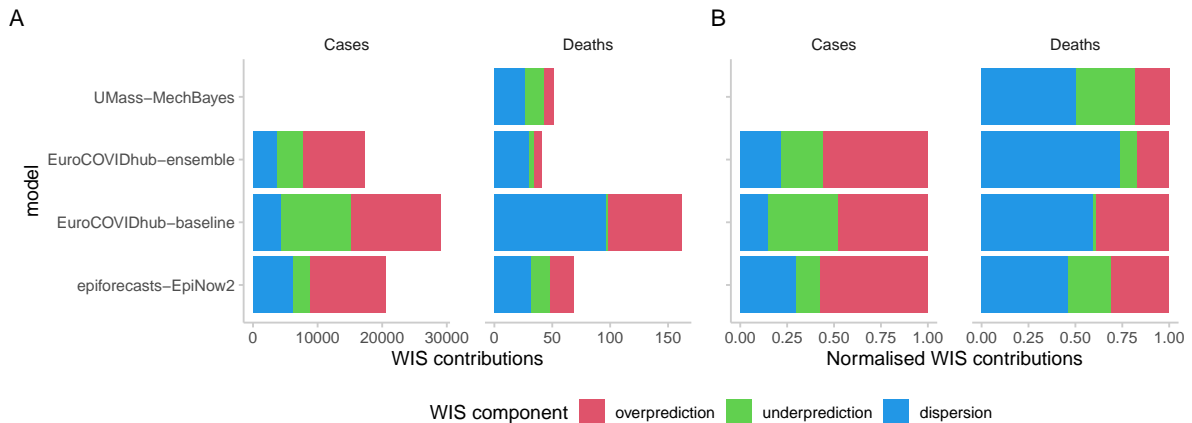 A
B
Cases
Deaths
Cases
Deaths
model
UMass−MechBayes
EuroCOVIDhub−ensemble
EuroCOVIDhub−baseline
epiforecasts−EpiNow2
0 10000 20000 30000
0 50 100 150
0.00 0.25 0.50 0.75 1.00
0.00 0.25 0.50 0.75 1.00
WIS contributions
Normalised WIS contributions
WIS component overprediction underprediction dispersion